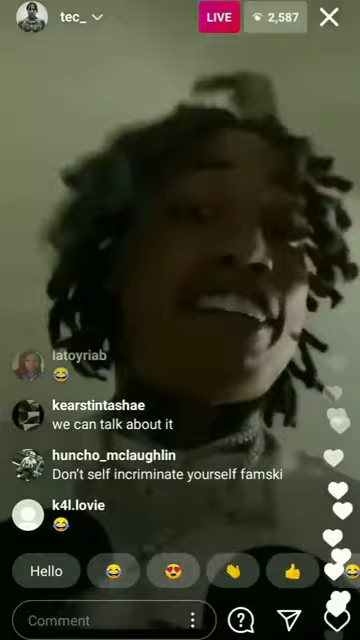 tec_
LIVE
2,587
latoyriab
😂
kearstintashae
we can talk about it
huncho_mclaughlin
Don't self incriminate yourself famski
k4l.lovie
😂
Hello 😂 😍 👏 👍 😂
Comment